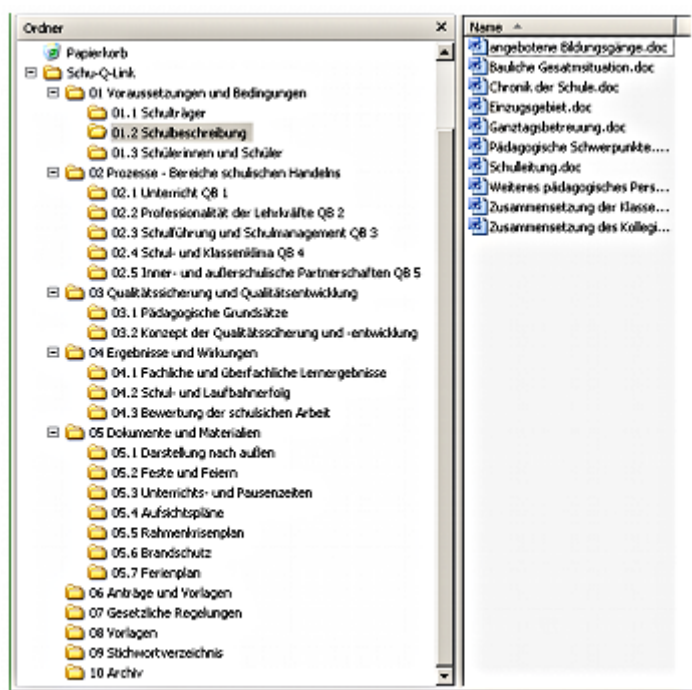 Ordner
Papierkorb
Schu-Q-Link
01 Voraussetzungen und Bedingungen
01.1 Schulträger
01.2 Schulbeschreibung
01.3 Schülerinnen und Schüler
02 Prozesse - Bereiche schulischen Handelns
02.1 Unterricht QB 1
02.2 Professionalität der Lehrkräfte QB 2
02.3 Schulführung und Schulmanagement QB 3
02.4 Schul- und Klassenklima QB 4
02.5 Inner- und außerschulische Partnerschaften QB 5
03 Qualitätssicherung und Qualitätsentwicklung
03.1 Pädagogische Grundsätze
03.2 Konzept der Qualitätssciherung und -entwicklung
04 Ergebnisse und Wirkungen
04.1 Fachliche und überfachliche Lernergebnisse
04.2 Schul- und Laufbahnerfolg
04.3 Bewertung der schulsichen Arbeit
05 Dokumente und Materialien
05.1 Darstellung nach außen
05.2 Feste und Feiern
05.3 Unterrichts- und Pausenzeiten
05.4 Aufsichtspläne
05.5 Rahmenkrisenplan
05.6 Brandschutz
05.7 Ferienplan
06 Anträge und Vorlagen
07 Gesetzliche Regelungen
08 Vorlagen
09 Stichwortverzeichnis
10 Archiv
Name
angebotene Bildungsgänge.doc
Bauliche Gesatmsituation.doc
Chronik der Schule.doc
Einzugsgebiet.doc
Ganztagsbetreuung.doc
Pädagogische Schwerpunkte....
Schulleitung.doc
Weiteres pädagogisches Pers...
Zusammensetzung der Klasse...
Zusammensetzung des Kollegi...